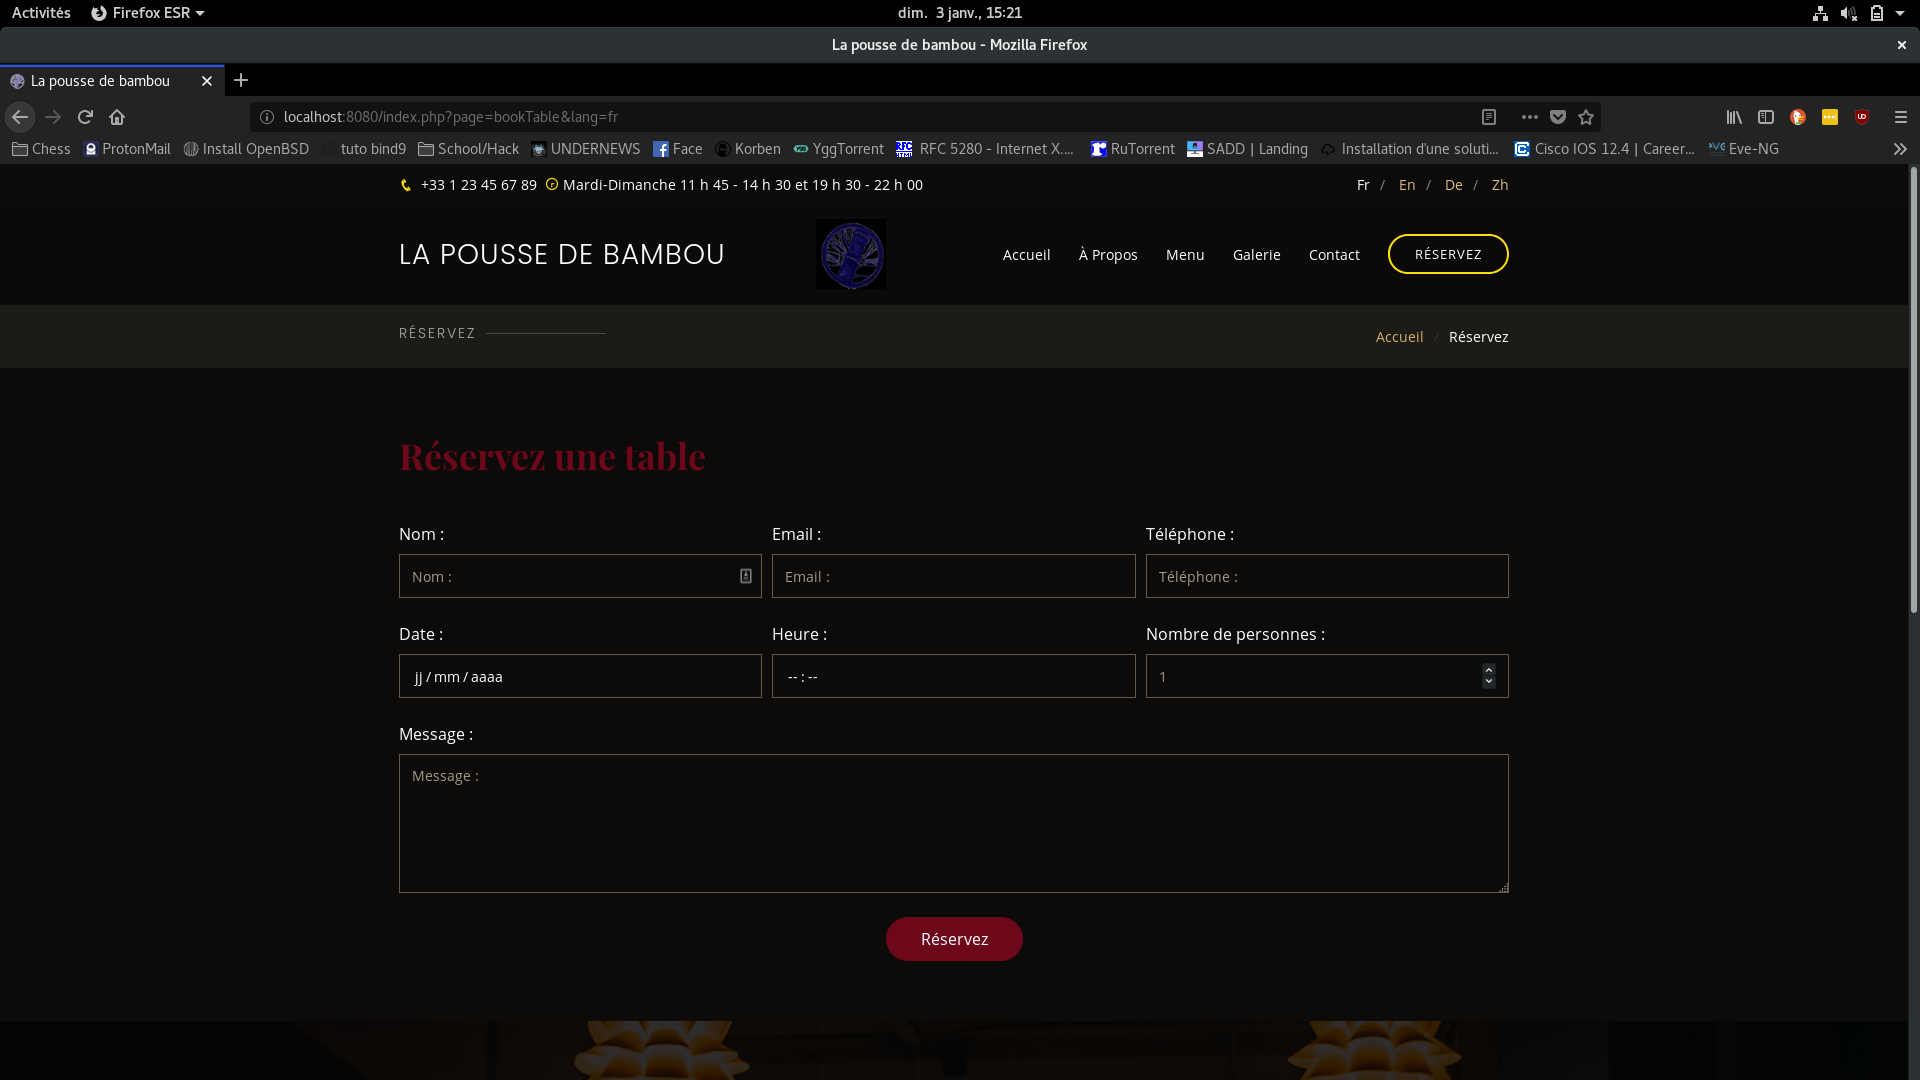 Activités Firefox ESR dim. 3 janv., 15:21
La pousse de bambou - Mozilla Firefox
La pousse de bambou
localhost:8080/index.php?page=bookTable&lang=fr
Chess ProtonMail Install OpenBSD tuto bind9 School/Hack UNDERNEWS Face Korben YggTorrent RFC 5280 - Internet X.... RuTorrent SADD | Landing Installation d'une soluti... Cisco IOS 12.4 | Career... Eve-NG
+33 1 23 45 67 89 Mardi-Dimanche 11 h 45 - 14 h 30 et 19 h 30 - 22 h 00 Fr / En / De / Zh
LA POUSSE DE BAMBOU Accueil À Propos Menu Galerie Contact RÉSERVEZ
RÉSERVEZ Accueil / Réservez
Réservez une table
Nom : Email : Téléphone :
Nom : Email : Téléphone :
Date : Heure : Nombre de personnes :
jj / mm / aaaa -- : -- 1
Message :
Message :
Réservez